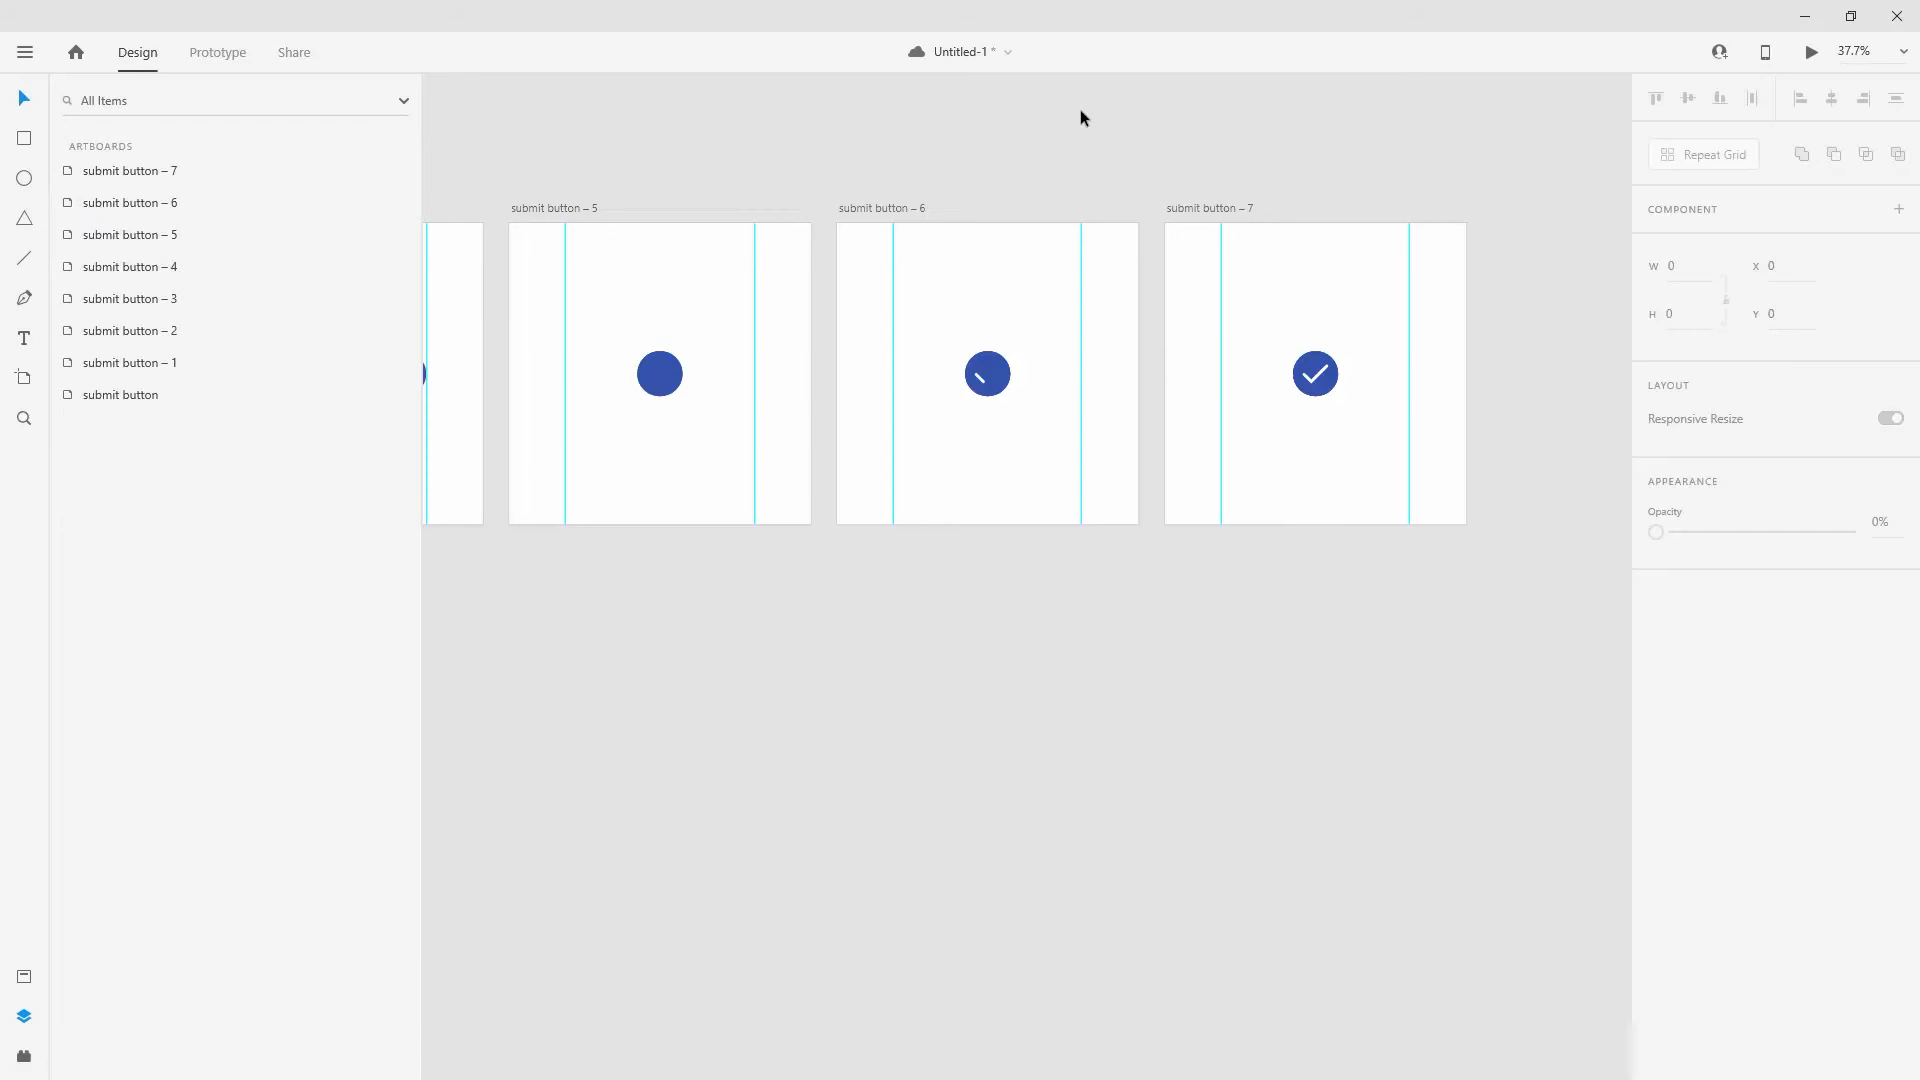 Design
Prototype
Share
Untitled-1 *
37.7%
All Items
ARTBOARDS
submit button – 7
submit button – 6
submit button – 5
submit button – 4
submit button – 3
submit button – 2
submit button – 1
submit button
submit button – 5
submit button – 6
submit button – 7
Repeat Grid
COMPONENT
W 0
X 0
H 0
Y 0
LAYOUT
Responsive Resize
APPEARANCE
Opacity
0%